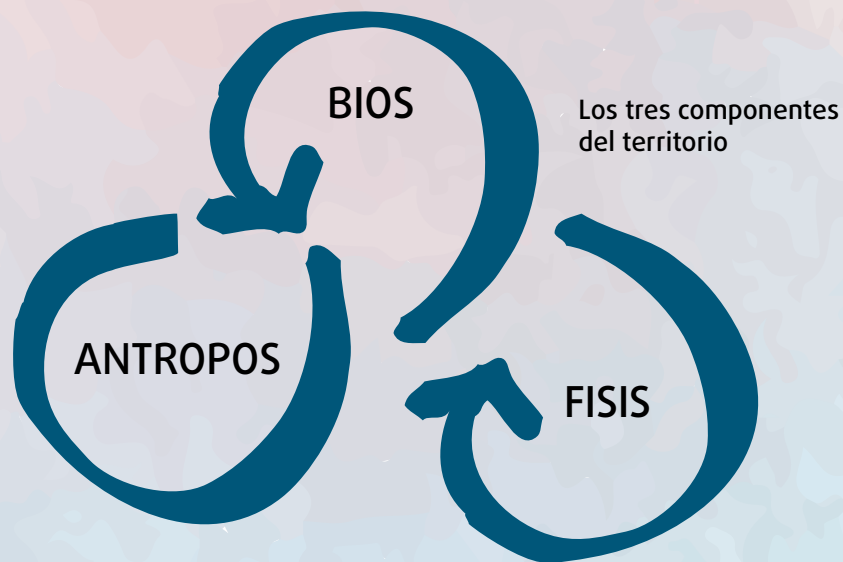 BIOS
Los tres componentes
del territorio
ANTROPOS
FISIS